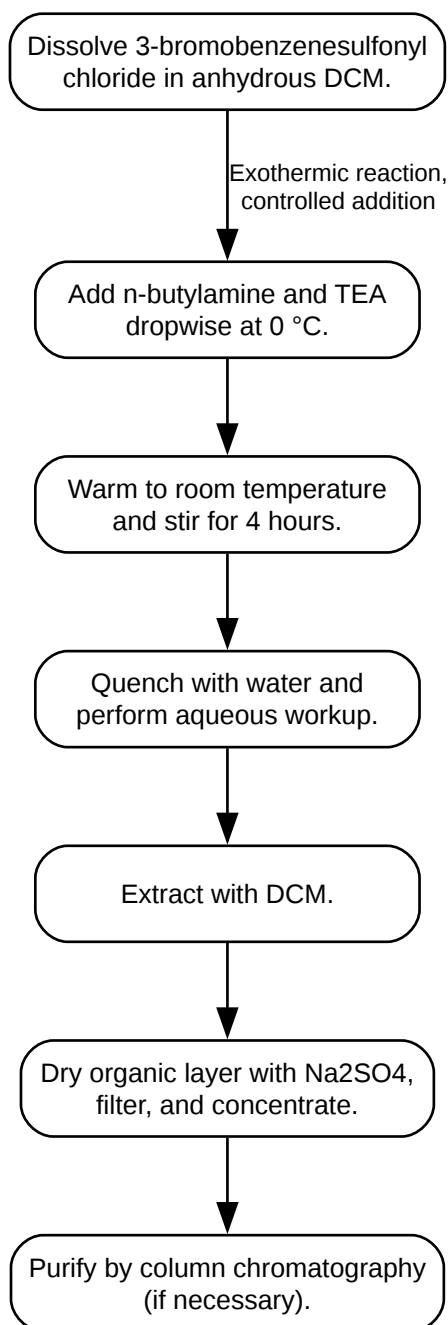 Dissolve 3-bromobenzenesulfonyl
chloride in anhydrous DCM.
Exothermic reaction,
controlled addition
Add n-butylamine and TEA
dropwise at 0 °C.
Warm to room temperature
and stir for 4 hours.
Quench with water and
perform aqueous workup.
Extract with DCM.
Dry organic layer with Na2SO4,
filter, and concentrate.
Purify by column chromatography
(if necessary).